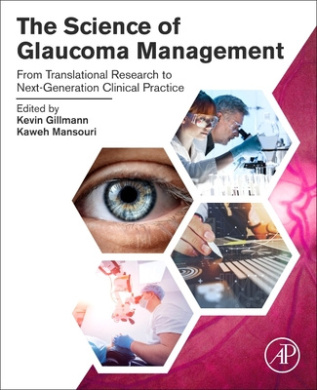 The Science of
Glaucoma Management
From Translational Research to
Next-Generation Clinical Practice
Edited by
Kevin Gillmann
Kaweh Mansouri
AP